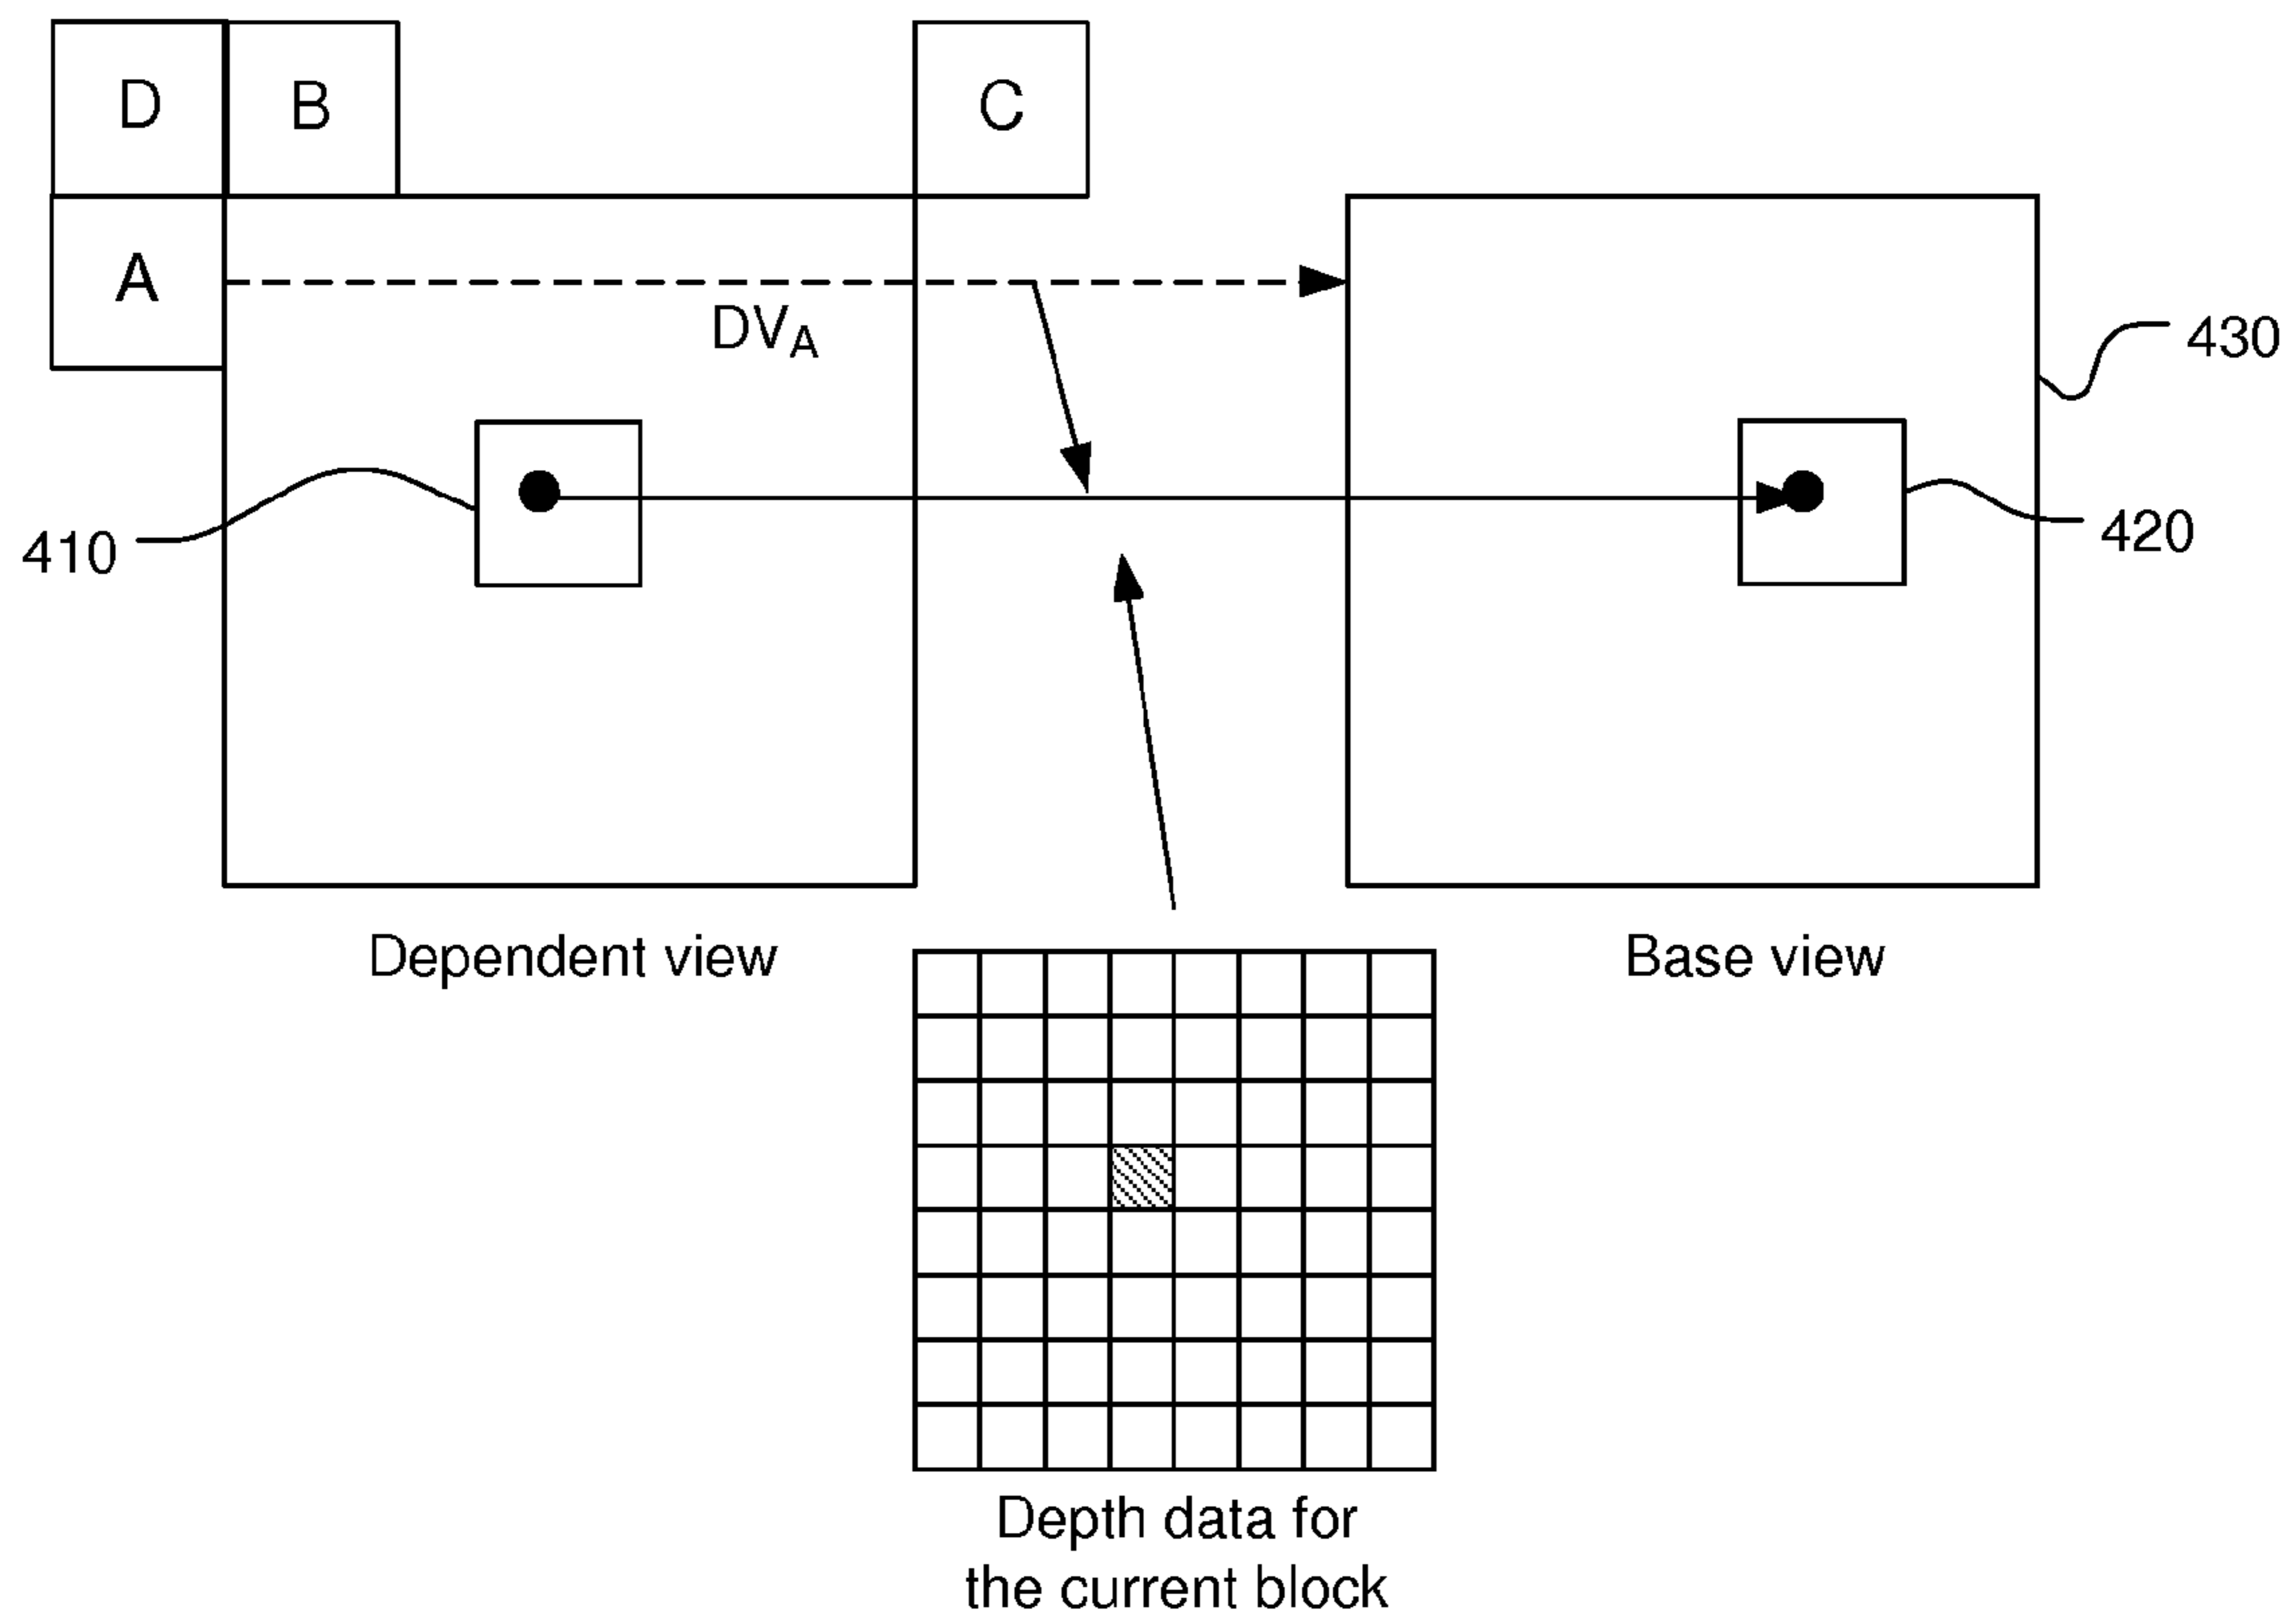 D
B
C
A
DVA
430
410
420
Dependent view
Base view
Depth data for
the current block